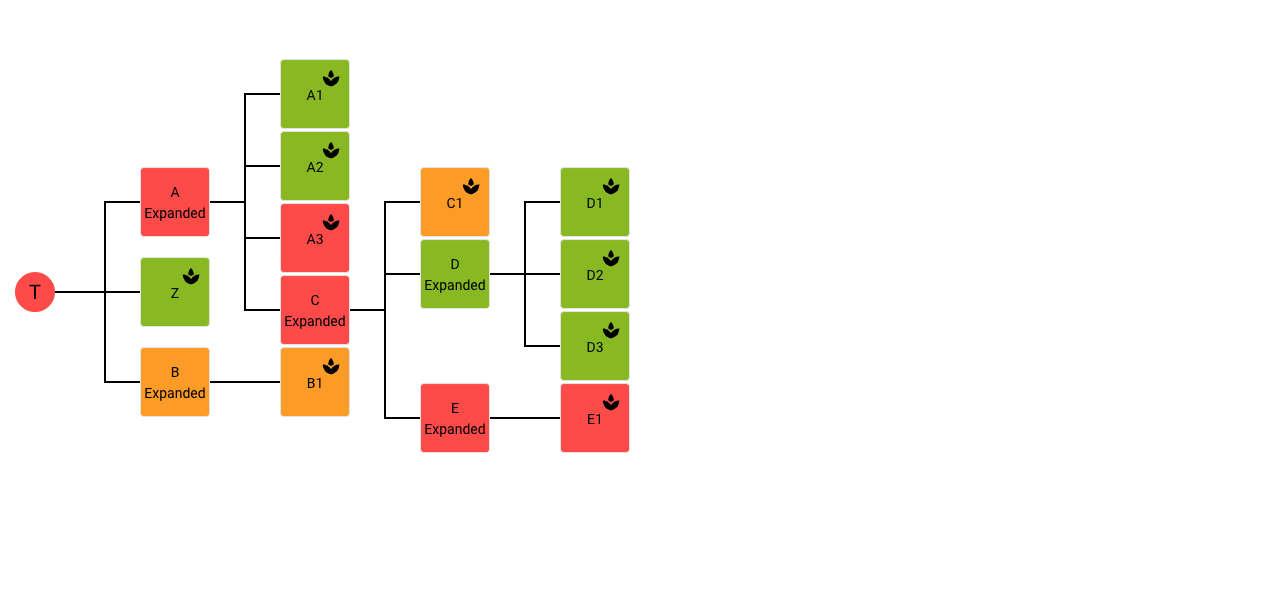 T
A
Expanded
Z
B
Expanded
A1
A2
A3
C
Expanded
B1
C1
D
Expanded
E
Expanded
D1
D2
D3
E1